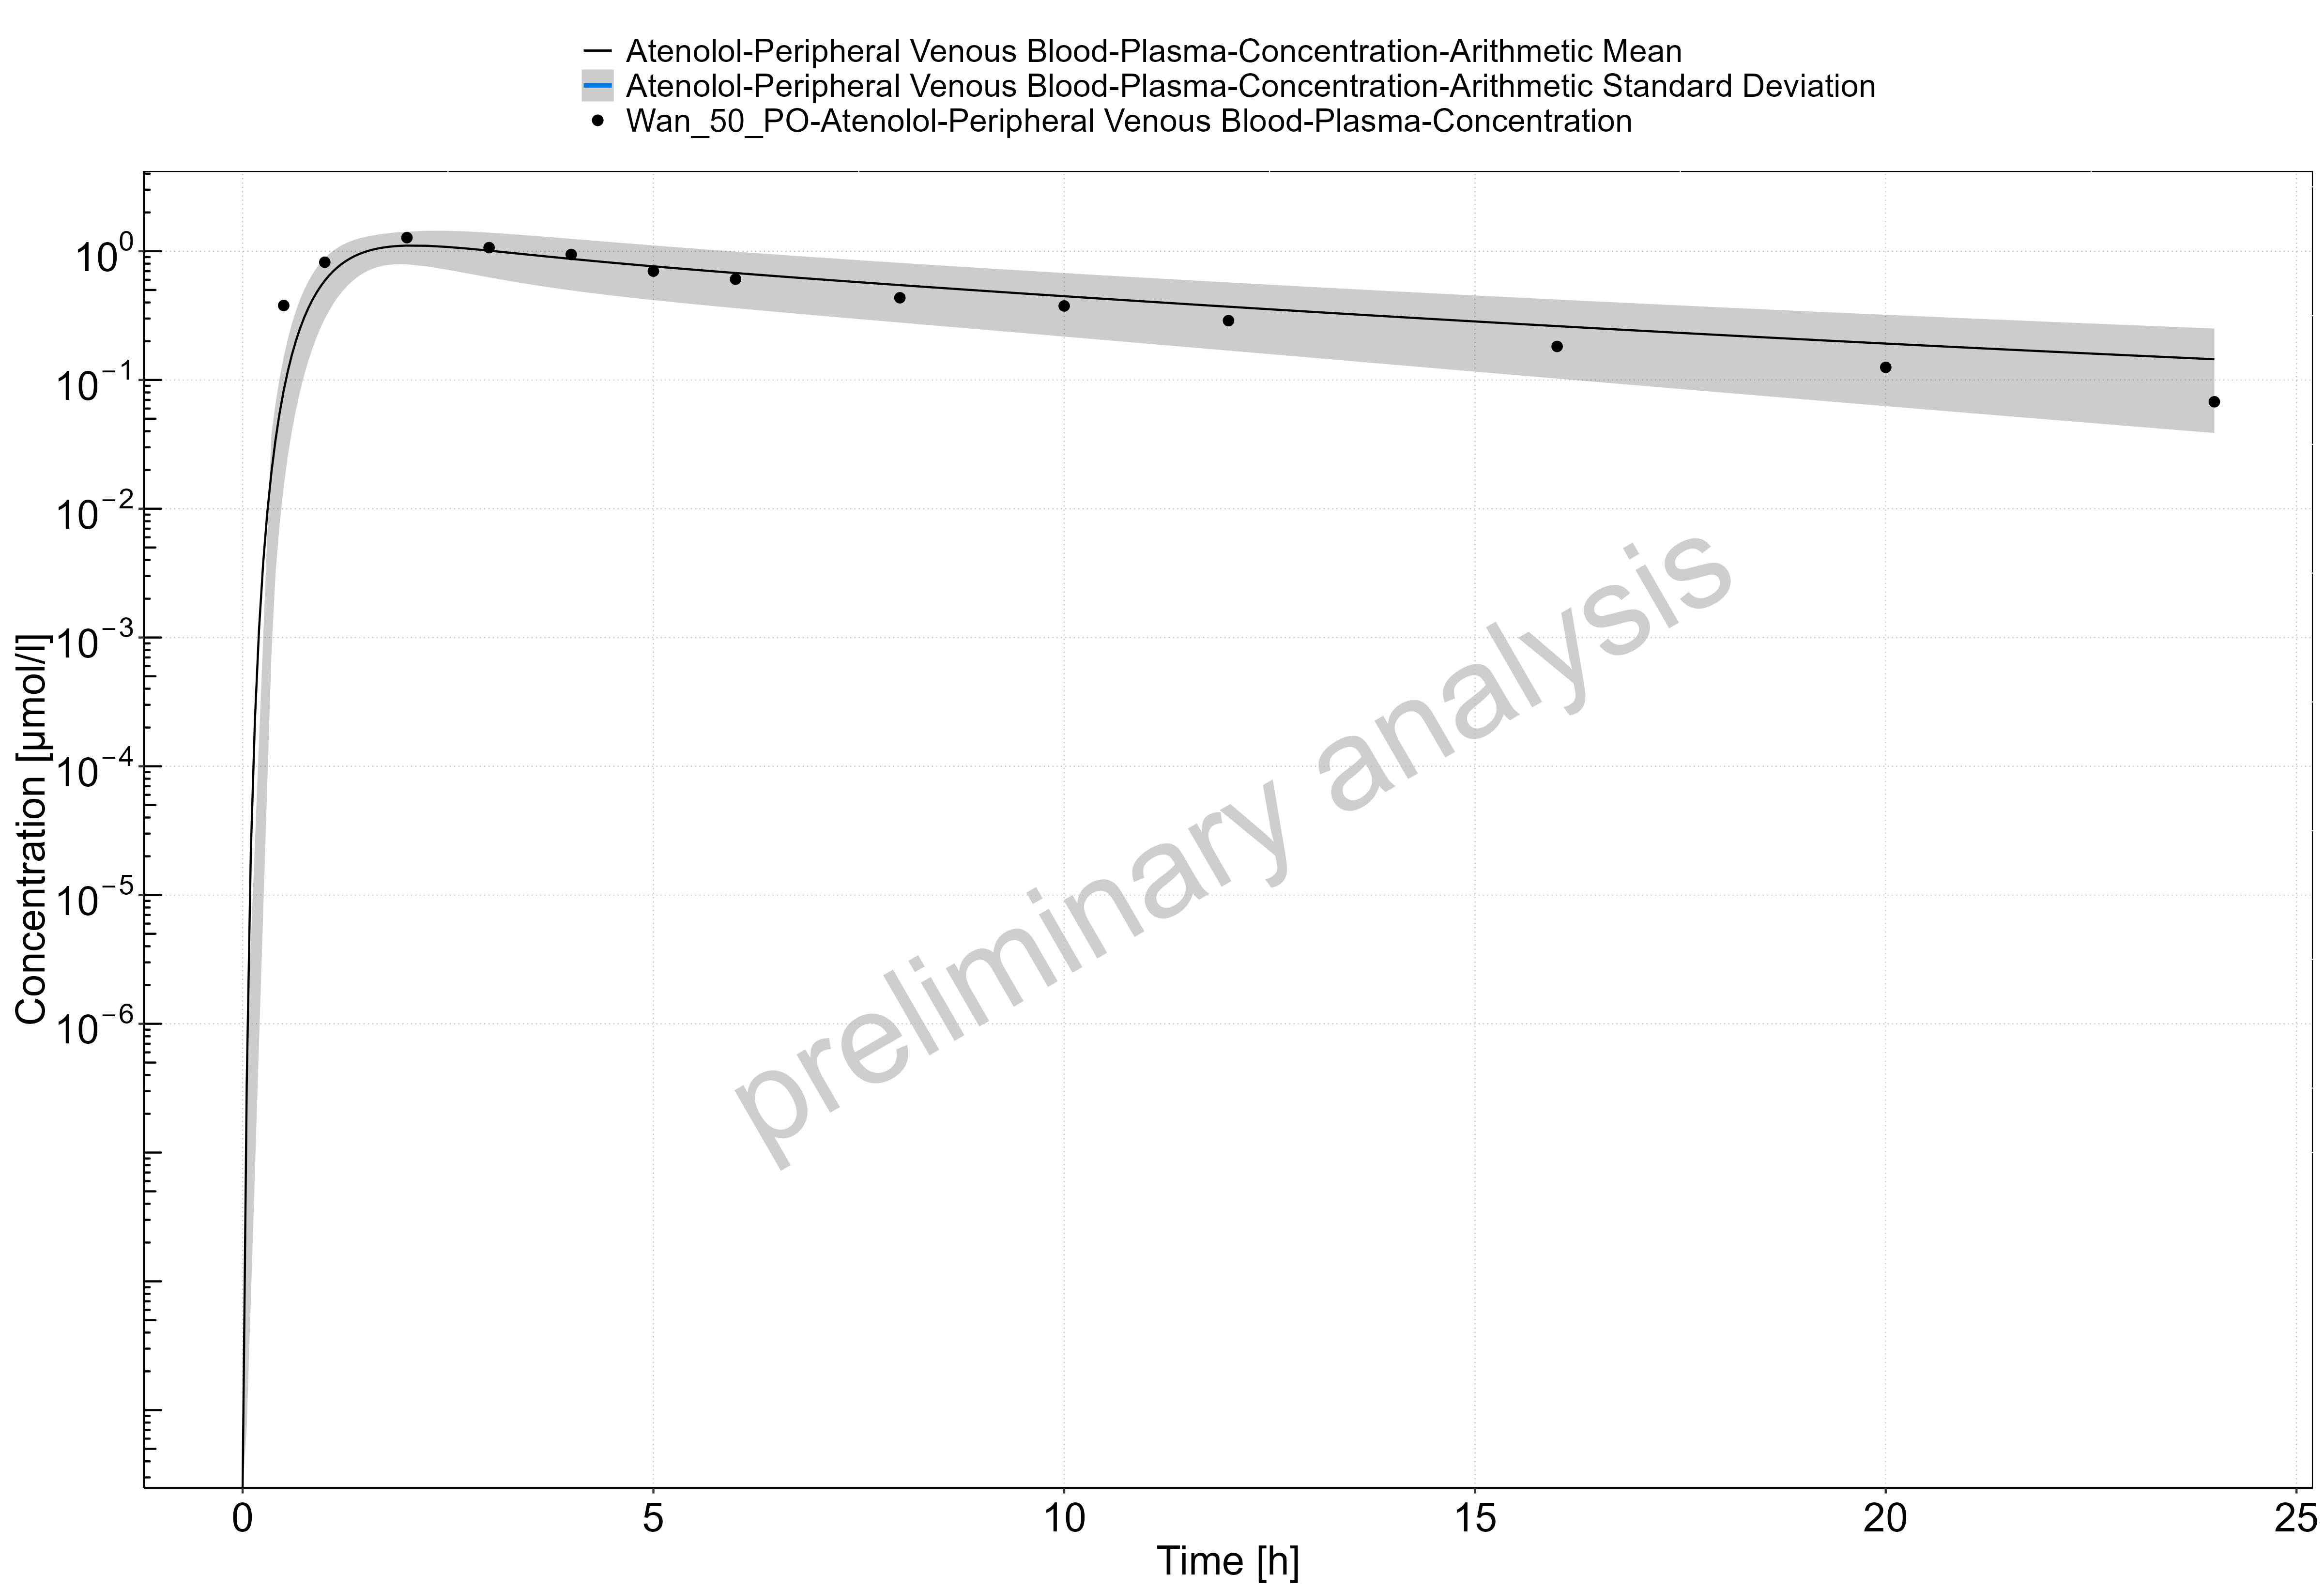 Atenolol-Peripheral Venous Blood-Plasma-Concentration-Arithmetic Mean
Atenolol-Peripheral Venous Blood-Plasma-Concentration-Arithmetic Standard Deviation
Wan_50_PO-Atenolol-Peripheral Venous Blood-Plasma-Concentration
10⁰
10⁻¹
10⁻²
10⁻³
10⁻⁴
10⁻⁵
10⁻⁶
Concentration [µmol/l]
preliminary analysis
0 5 10 15 20 25
Time [h]